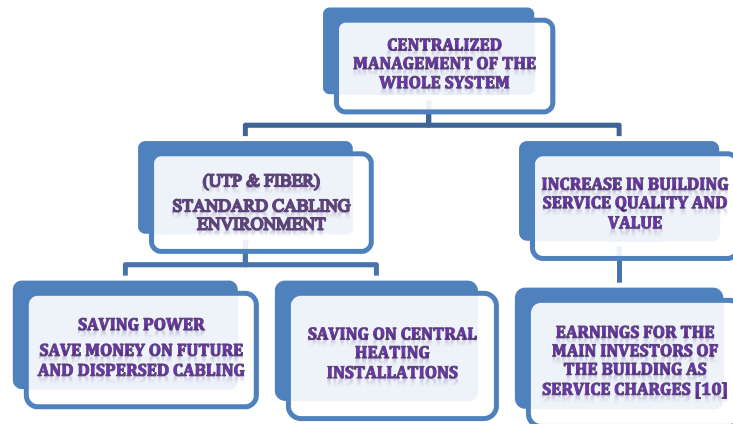 CENTRALIZED
MANAGEMENT OF THE
WHOLE SYSTEM
(UTP & FIBER)
STANDARD CABLING
ENVIRONMENT
INCREASE IN BUILDING
SERVICE QUALITY AND
VALUE
SAVING POWER
SAVE MONEY ON FUTURE
AND DISPERSED CABLING
SAVING ON CENTRAL
HEATING
INSTALLATIONS
EARNINGS FOR THE
MAIN INVESTORS OF
THE BUILDING AS
SERVICE CHARGES [10]